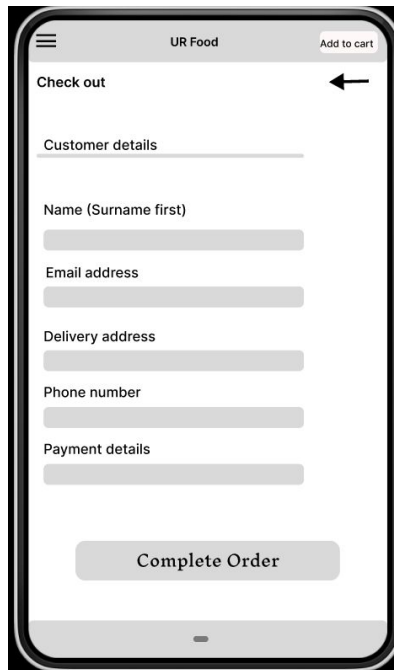 UR Food
Add to cart
Check out
Customer details
Name (Surname first)
Email address
Delivery address
Phone number
Payment details
Complete Order